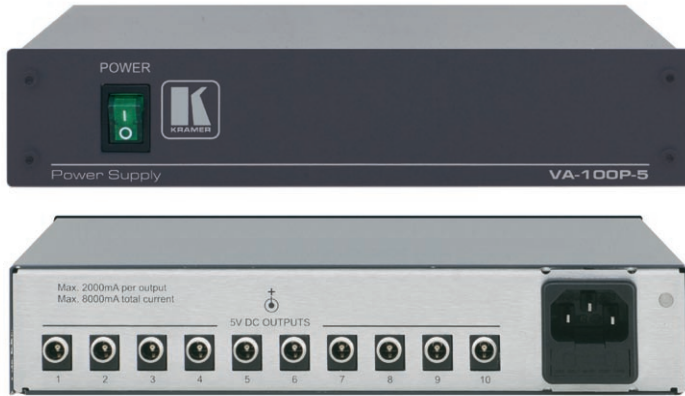 POWER
I
O
K
KRAMER
Power Supply
VA-100P-5
Max. 2000mA per output
Max. 8000mA total current
+
5V DC OUTPUTS
1 2 3 4 5 6 7 8 9 10